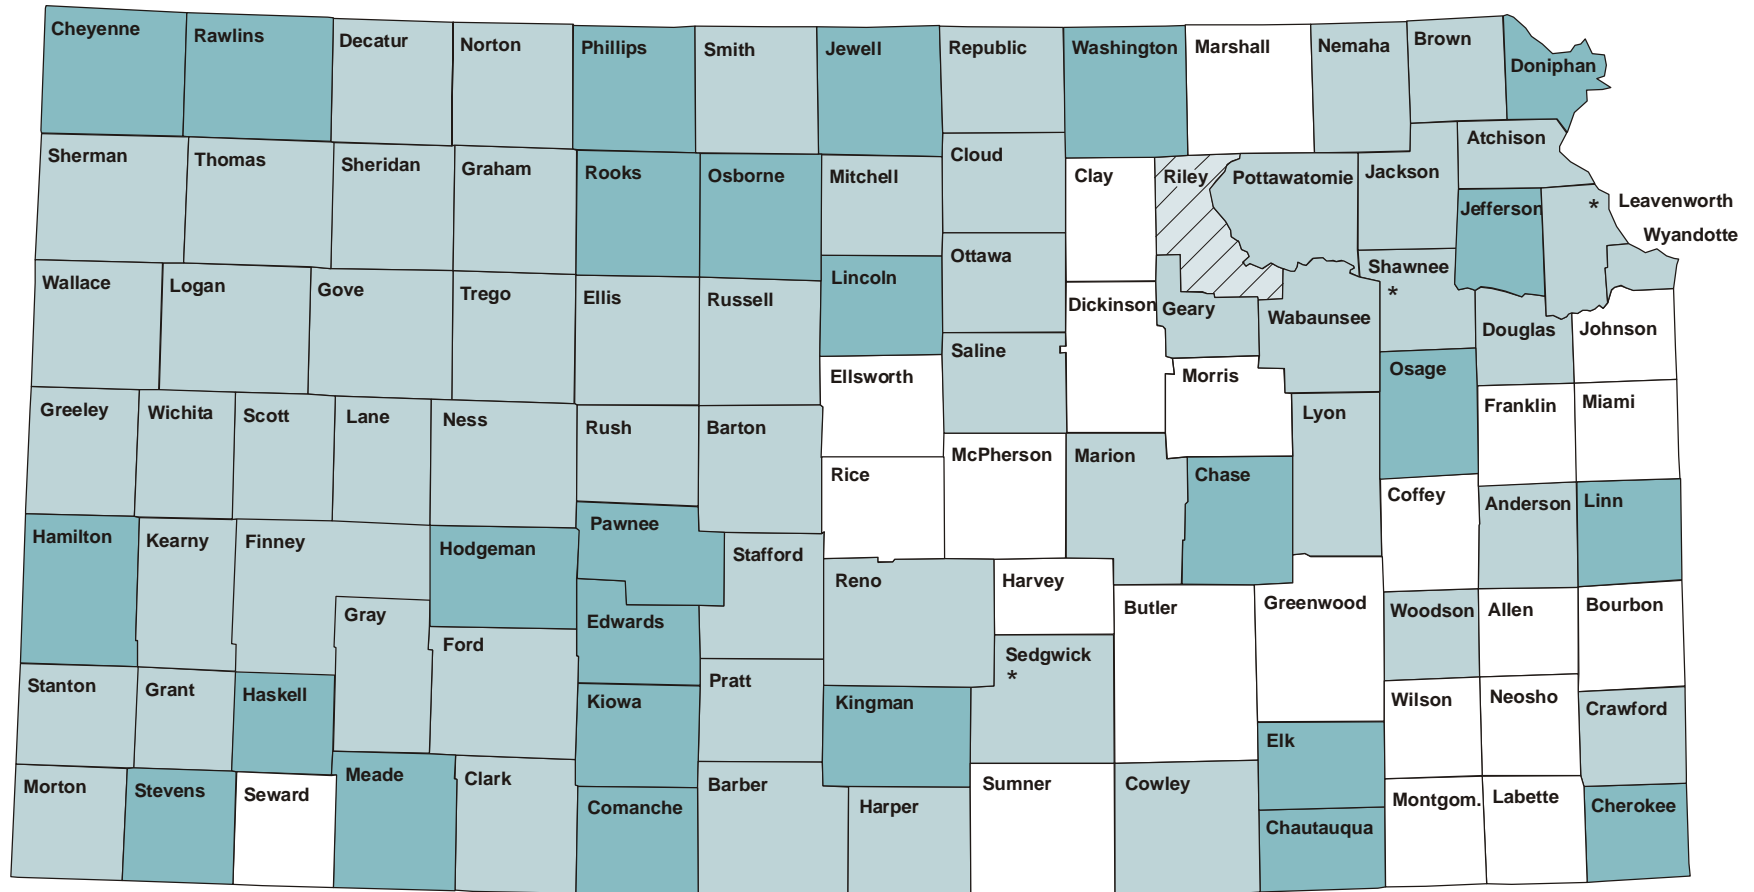 Cheyenne
Rawlins
Decatur
Norton
Phillips
Smith
Jewell
Republic
Washington
Marshall
Nemaha
Brown
Doniphan
Sherman
Thomas
Sheridan
Graham
Rooks
Osborne
Mitchell
Cloud
Clay
Riley
Pottawatomie
Jackson
Atchison
Jefferson
*
Leavenworth
Wyandotte
Wallace
Logan
Gove
Trego
Ellis
Russell
Lincoln
Ottawa
Dickinson
Geary
Wabaunsee
Shawnee
*
Douglas
Johnson
Saline
Ellsworth
Morris
Osage
Greeley
Wichita
Scott
Lane
Ness
Rush
Barton
Rice
McPherson
Marion
Chase
Lyon
Franklin
Miami
Coffey
Anderson
Linn
Hamilton
Kearny
Finney
Hodgeman
Pawnee
Stafford
Reno
Harvey
Butler
Greenwood
Woodson
Allen
Bourbon
Gray
Ford
Edwards
Sedgwick
*
Stanton
Grant
Haskell
Kiowa
Pratt
Kingman
Elk
Wilson
Neosho
Crawford
Morton
Stevens
Seward
Meade
Clark
Comanche
Barber
Harper
Sumner
Cowley
Chautauqua
Montgom.
Labette
Cherokee